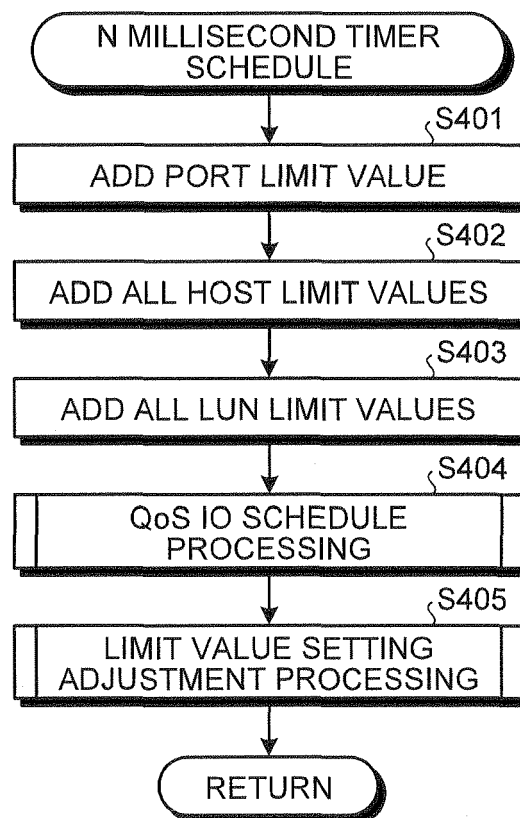 N MILLISECOND TIMER
SCHEDULE
S401
ADD PORT LIMIT VALUE
S402
ADD ALL HOST LIMIT VALUES
S403
ADD ALL LUN LIMIT VALUES
S404
QoS IO SCHEDULE
PROCESSING
S405
LIMIT VALUE SETTING
ADJUSTMENT PROCESSING
RETURN